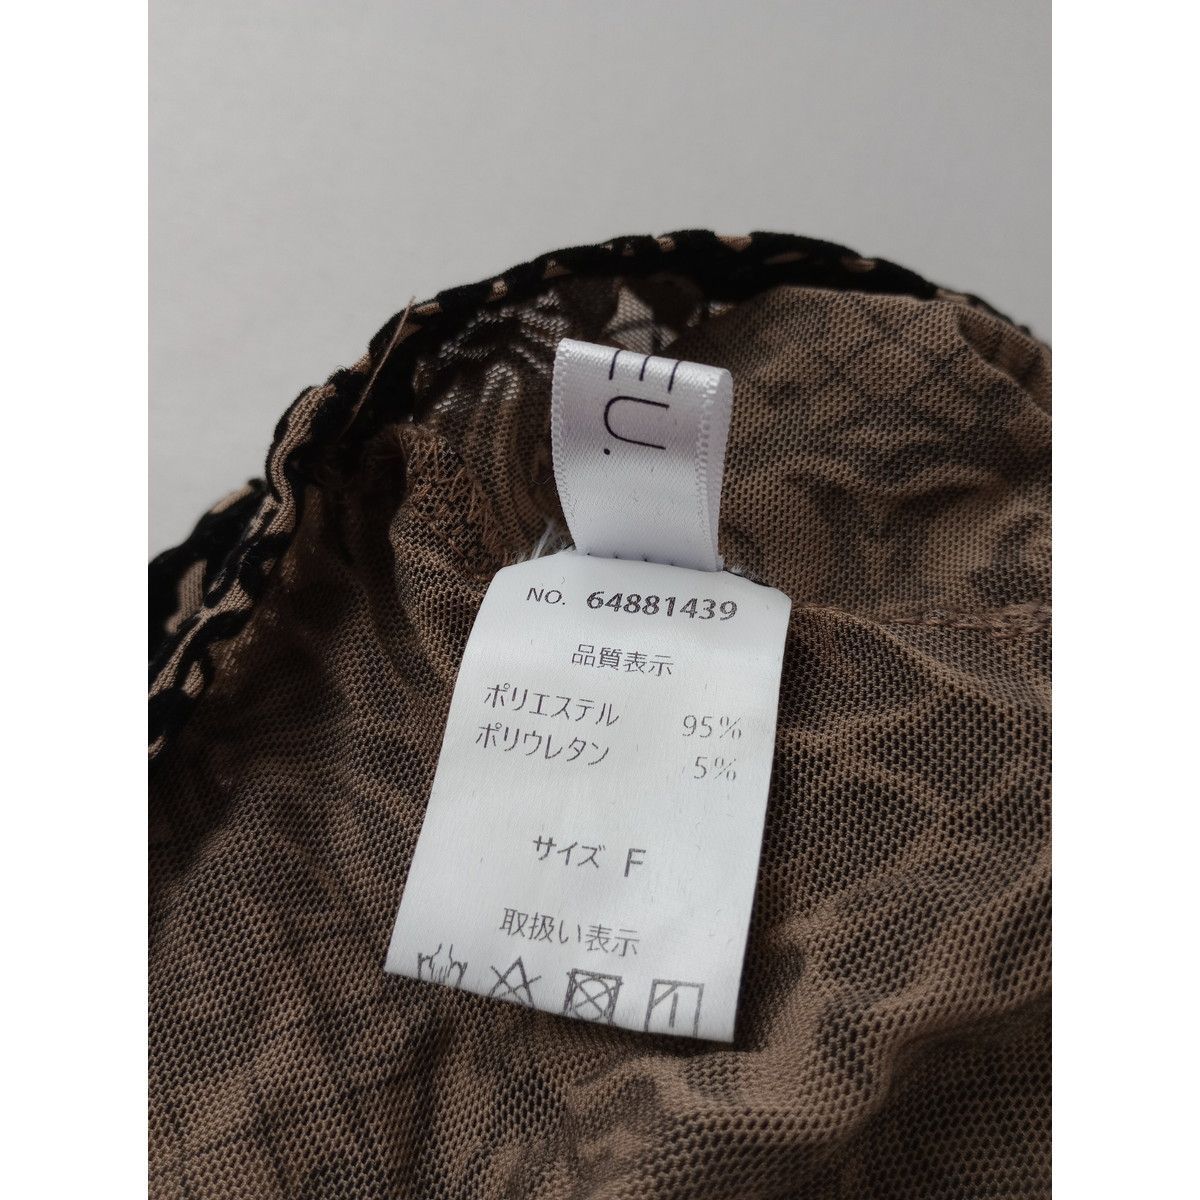 EU.
NO. 64881439
品質表示
ポリエステル 95%
ポリウレタン 5%
サイズ F
取扱い表示